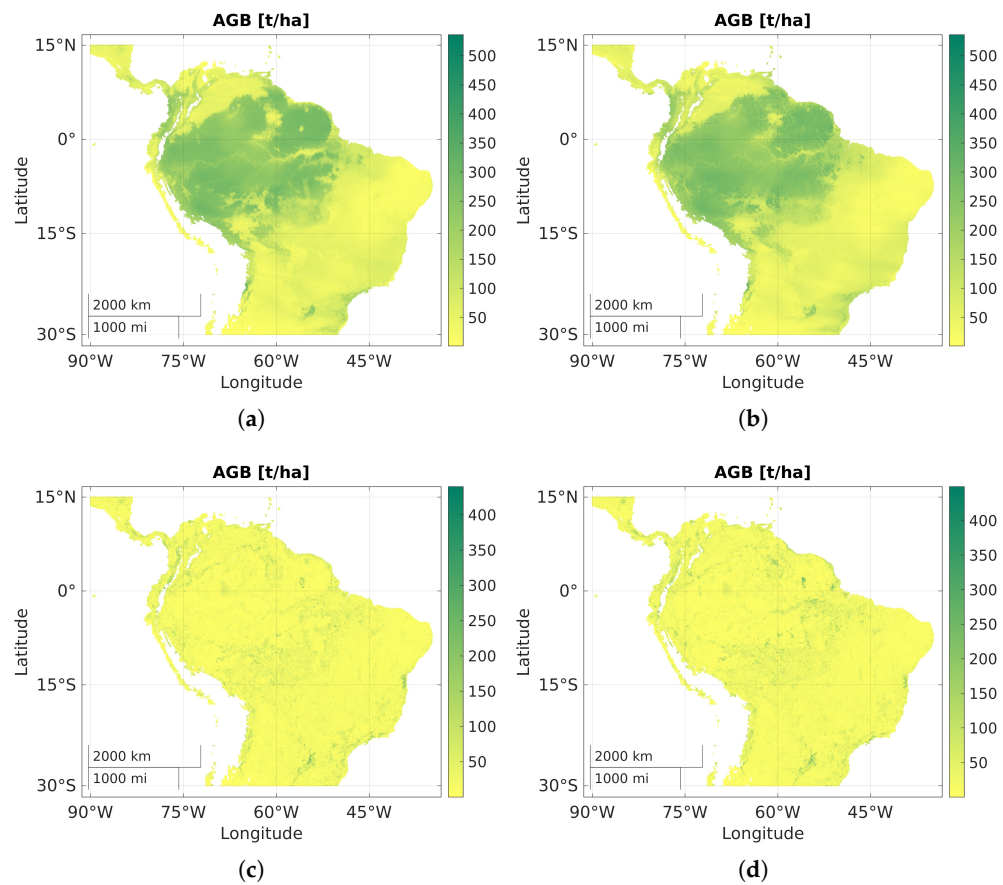 AGB [t/ha]
15°N
0°
15°S
30°S
Latitude
2000 km
1000 mi
90°W
75°W
60°W
45°W
Longitude
500
450
400
350
300
250
200
150
100
50
(a)
AGB [t/ha]
15°N
0°
15°S
30°S
Latitude
2000 km
1000 mi
90°W
75°W
60°W
45°W
Longitude
500
450
400
350
300
250
200
150
100
50
(b)
AGB [t/ha]
15°N
0°
15°S
30°S
Latitude
2000 km
1000 mi
90°W
75°W
60°W
45°W
Longitude
400
350
300
250
200
150
100
50
(c)
AGB [t/ha]
15°N
0°
15°S
30°S
Latitude
2000 km
1000 mi
90°W
75°W
60°W
45°W
Longitude
400
350
300
250
200
150
100
50
(d)